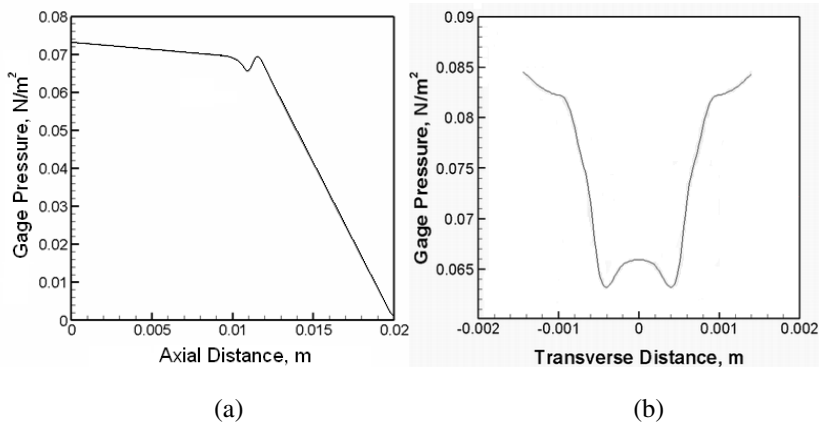 0.08
0.07
0.06
0.05
0.04
0.03
0.02
0.01
0
Gage Pressure, N/m²
0 0.005 0.01 0.015 0.02
Axial Distance, m
(a)
0.09
0.085
0.08
0.075
0.07
0.065
Gage Pressure, N/m²
-0.002 -0.001 0 0.001 0.002
Transverse Distance, m
(b)